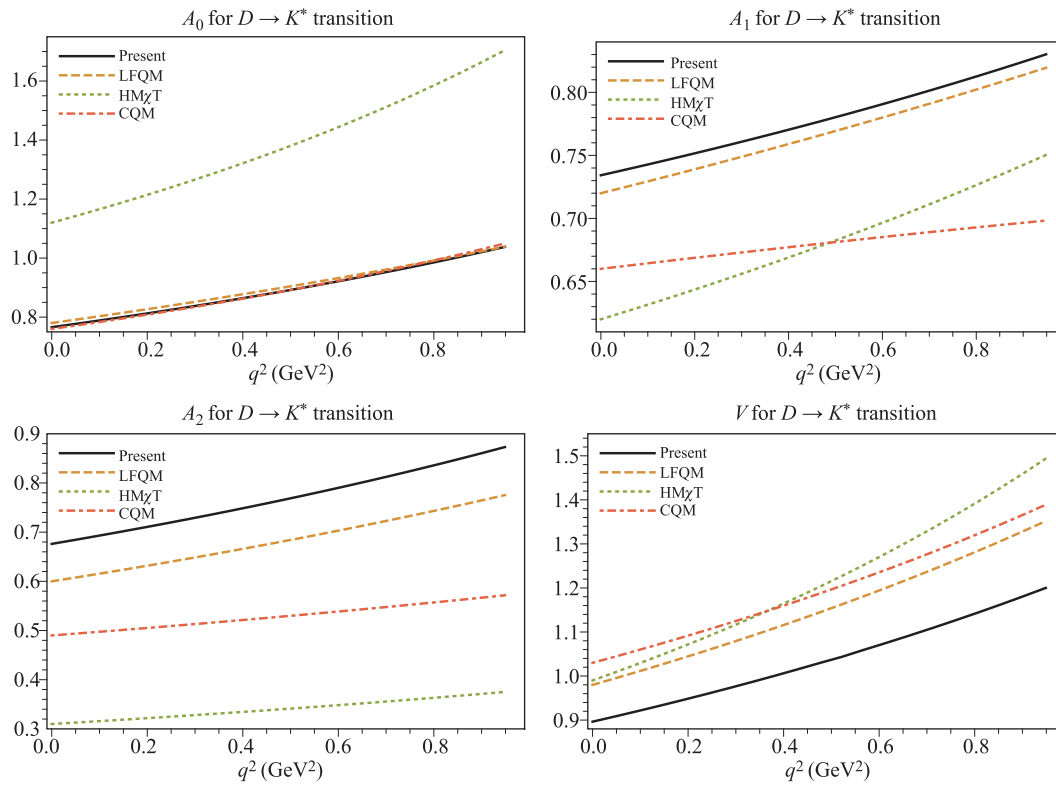 A₀ for D → K* transition
Present
LFQM
HMχT
CQM
1.6
1.4
1.2
1.0
0.8
0.0 0.2 0.4 0.6 0.8
q² (GeV²)
A₁ for D → K* transition
Present
LFQM
HMχT
CQM
0.80
0.75
0.70
0.65
0.0 0.2 0.4 0.6 0.8
q² (GeV²)
A₂ for D → K* transition
Present
LFQM
HMχT
CQM
0.9
0.8
0.7
0.6
0.5
0.4
0.3
0.0 0.2 0.4 0.6 0.8
q² (GeV²)
V for D → K* transition
Present
LFQM
HMχT
CQM
1.5
1.4
1.3
1.2
1.1
1.0
0.9
0.0 0.2 0.4 0.6 0.8
q² (GeV²)